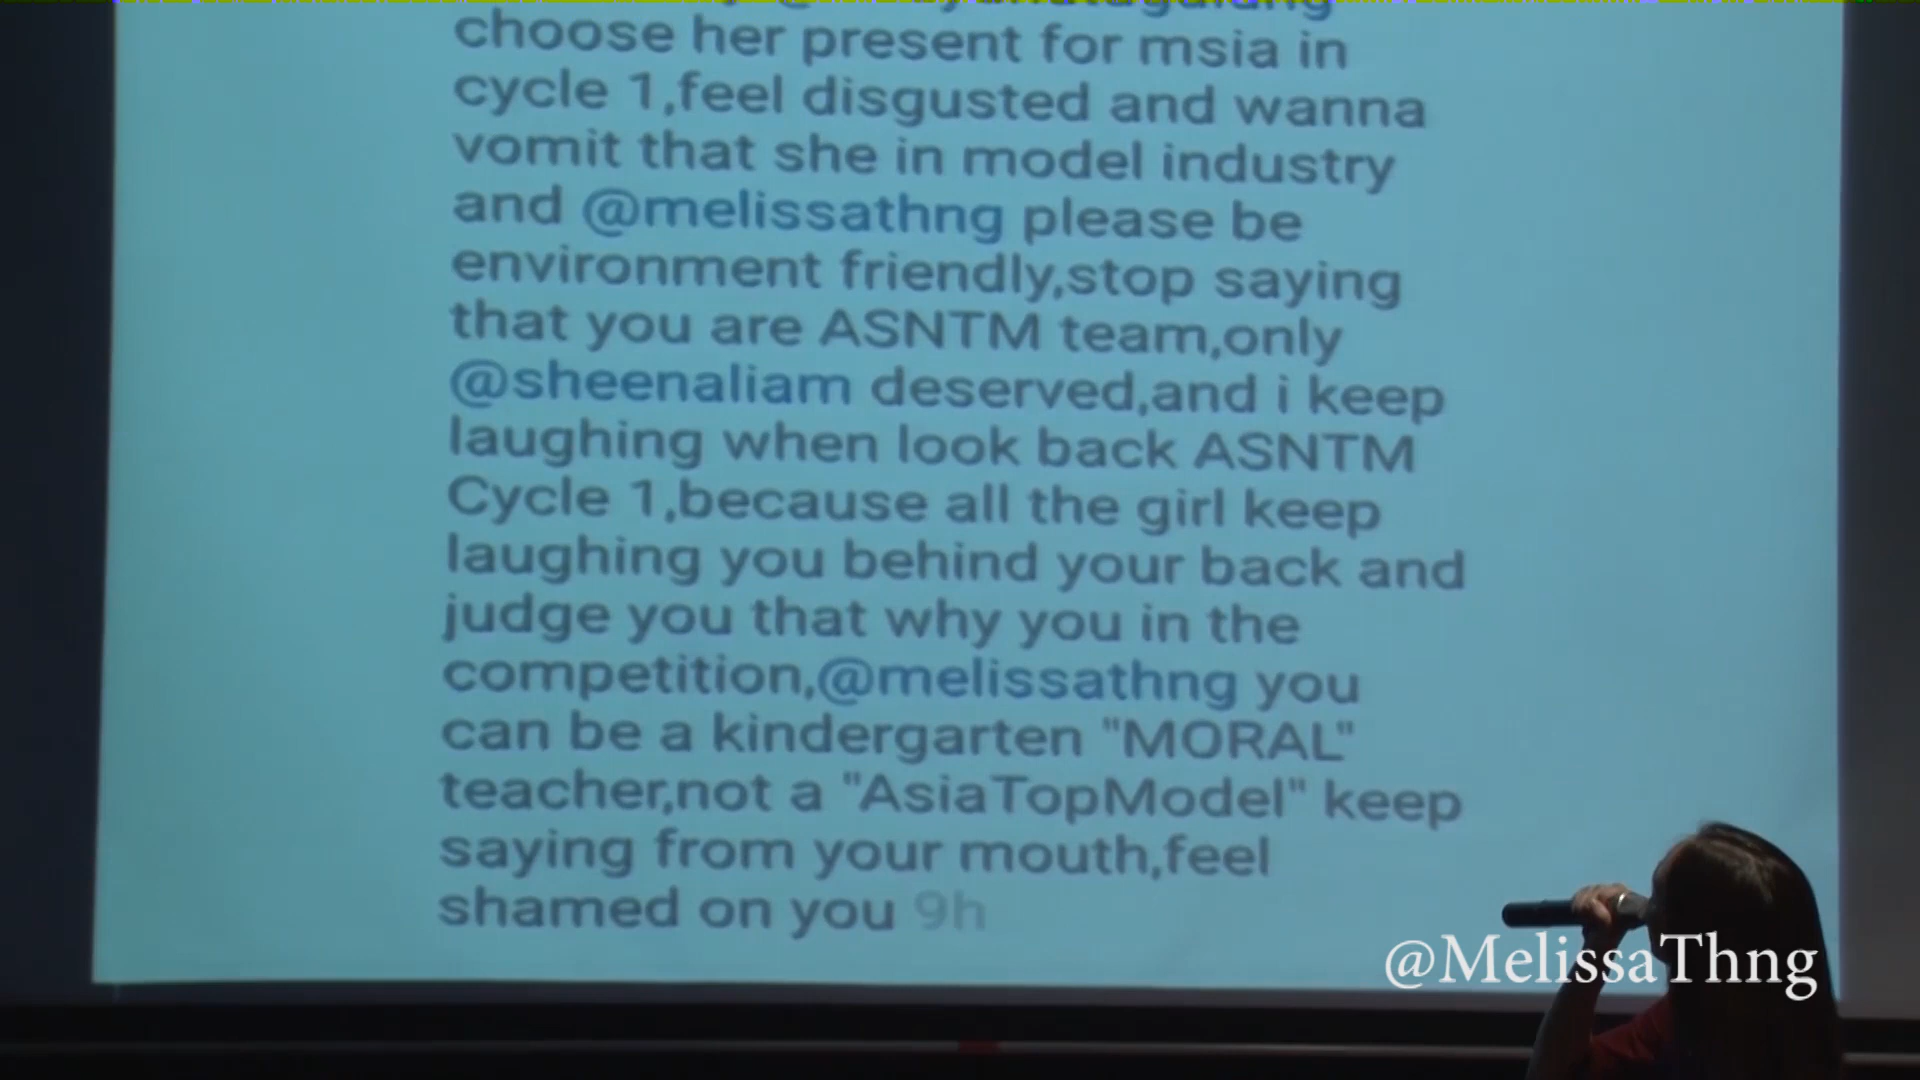 choose her present for msia in
cycle 1,feel disgusted and wanna
vomit that she in model industry
and @melissathng please be
environment friendly,stop saying
that you are ASNTM team,only
@sheenaliam deserved,and i keep
laughing when look back ASNTM
Cycle 1,because all the girl keep
laughing you behind your back and
judge you that why you in the
competition,@melissathng you
can be a kindergarten "MORAL"
teacher,not a "AsiaTopModel" keep
saying from your mouth,feel
shamed on you 9h
@MelissaThng